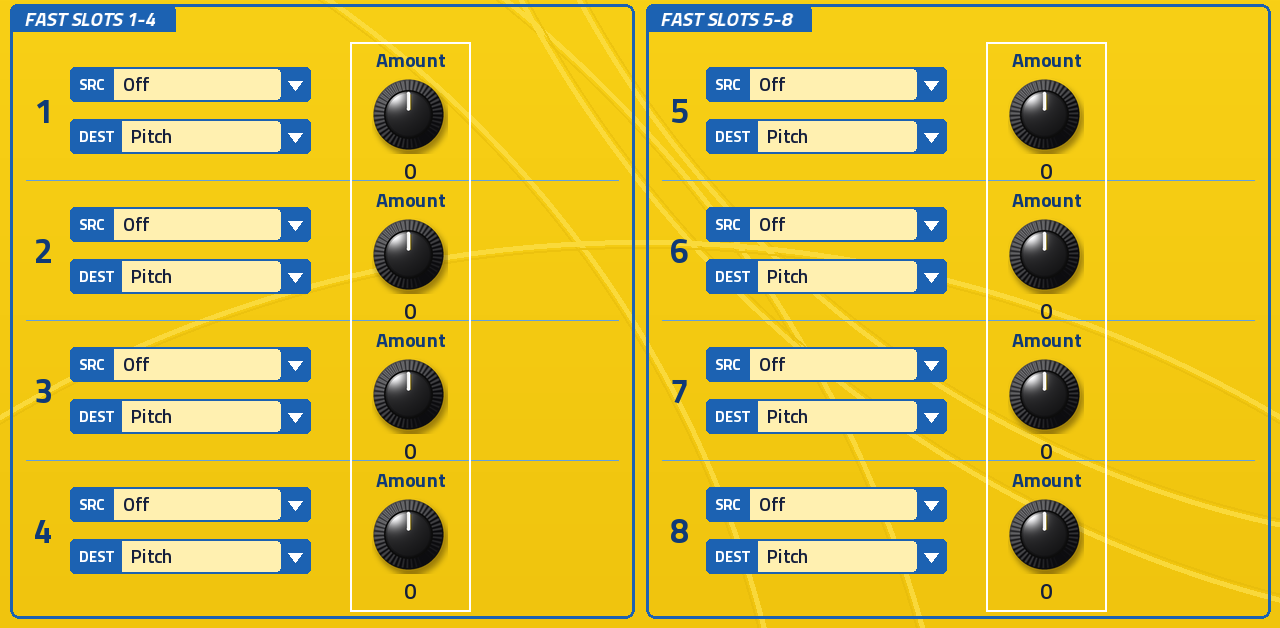 FAST SLOTS 1-4
Amount
1
SRC Off
DEST Pitch
0
Amount
2
SRC Off
DEST Pitch
0
Amount
3
SRC Off
DEST Pitch
0
Amount
4
SRC Off
DEST Pitch
0
FAST SLOTS 5-8
Amount
5
SRC Off
DEST Pitch
0
Amount
6
SRC Off
DEST Pitch
0
Amount
7
SRC Off
DEST Pitch
0
Amount
8
SRC Off
DEST Pitch
0